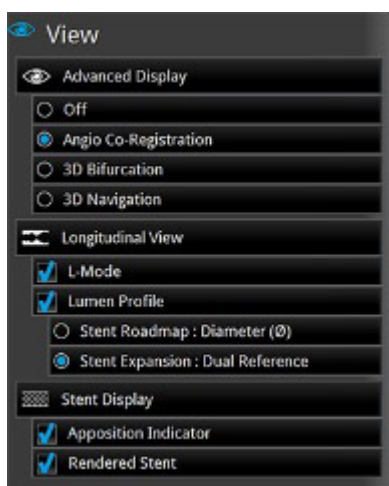 View
Advanced Display
Off
Angio Co-Registration
3D Bifurcation
3D Navigation
Longitudinal View
L-Mode
Lumen Profile
Stent Roadmap : Diameter (Ø)
Stent Expansion : Dual Reference
Stent Display
Apposition Indicator
Rendered Stent